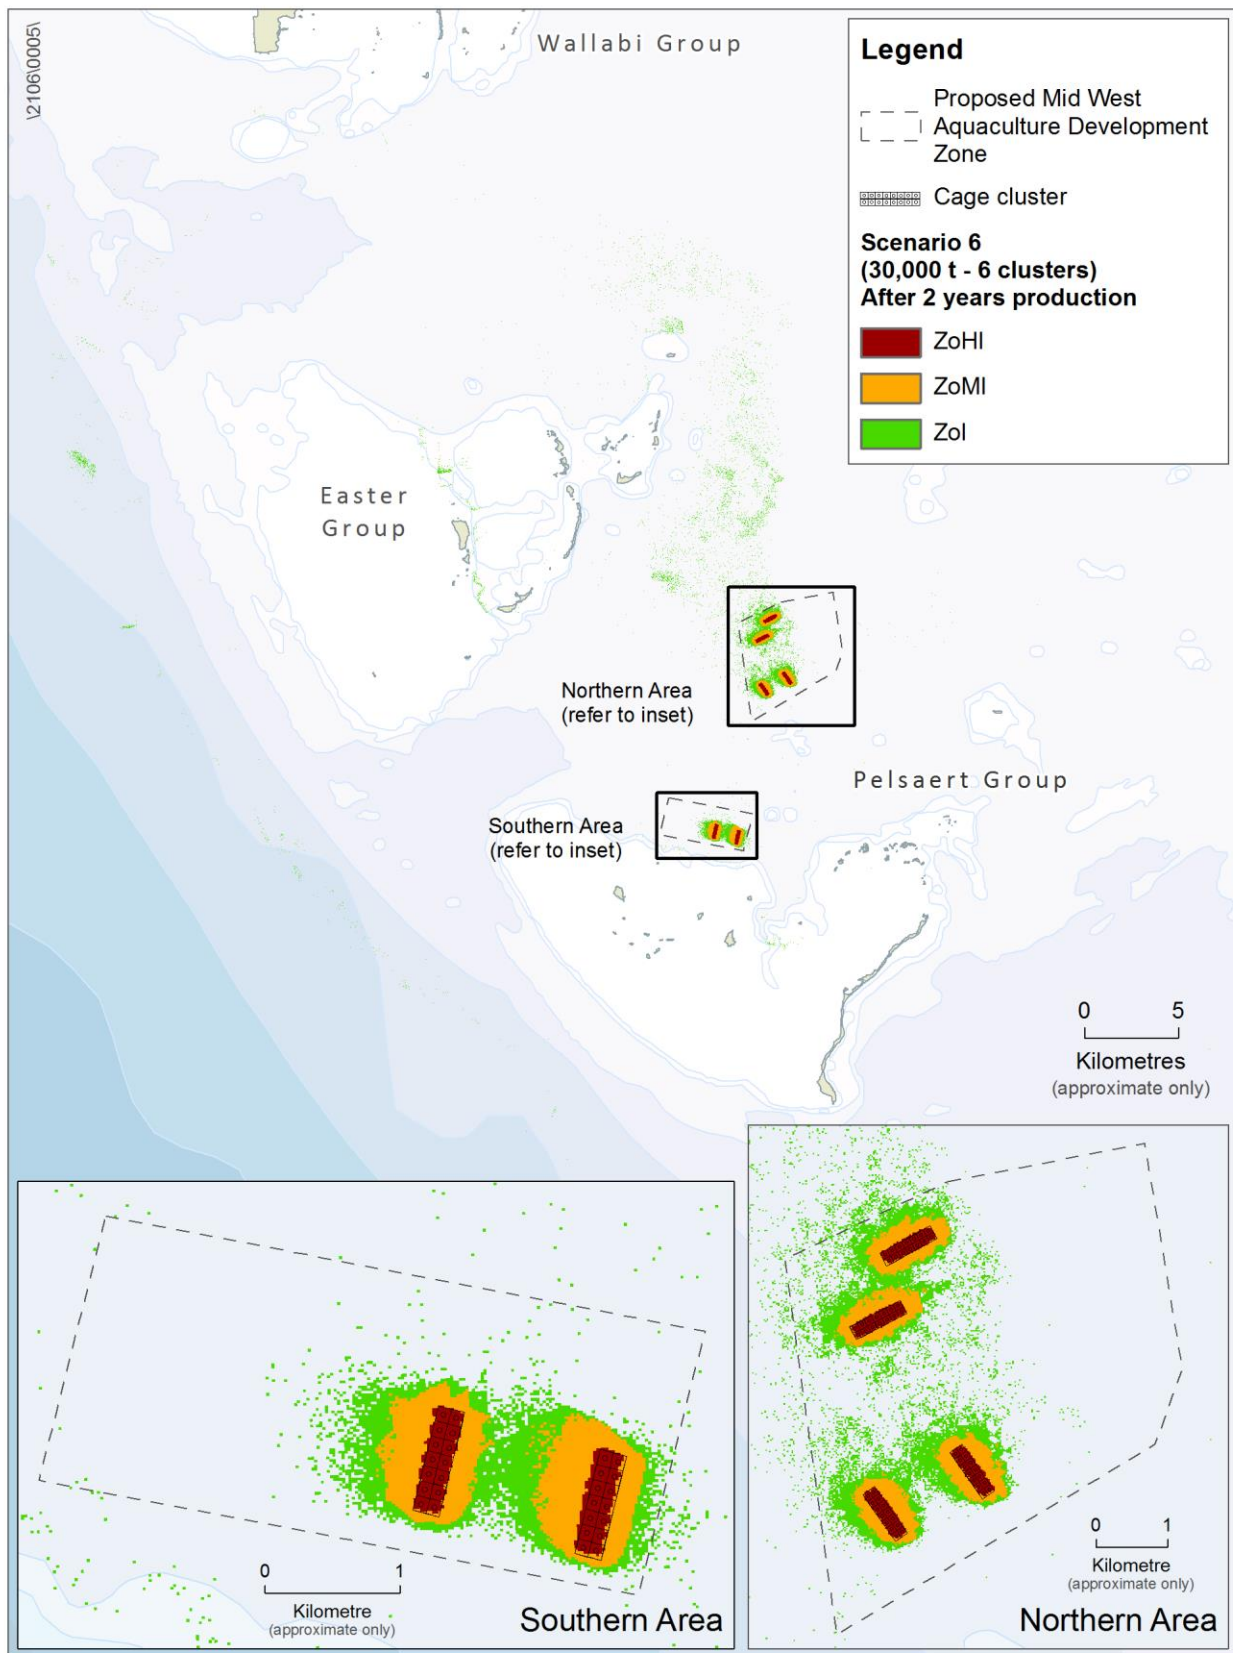 \2106\0005\
Wallabi Group
Legend
Proposed Mid West
Aquaculture Development
Zone
Cage cluster
Scenario 6
(30,000 t - 6 clusters)
After 2 years production
ZoHI
ZoMI
ZoI
Easter
Group
Northern Area
(refer to inset)
Pelsaert Group
Southern Area
(refer to inset)
0 5
Kilometres
(approximate only)
0 1
Kilometre
(approximate only)
Southern Area
0 1
Kilometre
(approximate only)
Northern Area